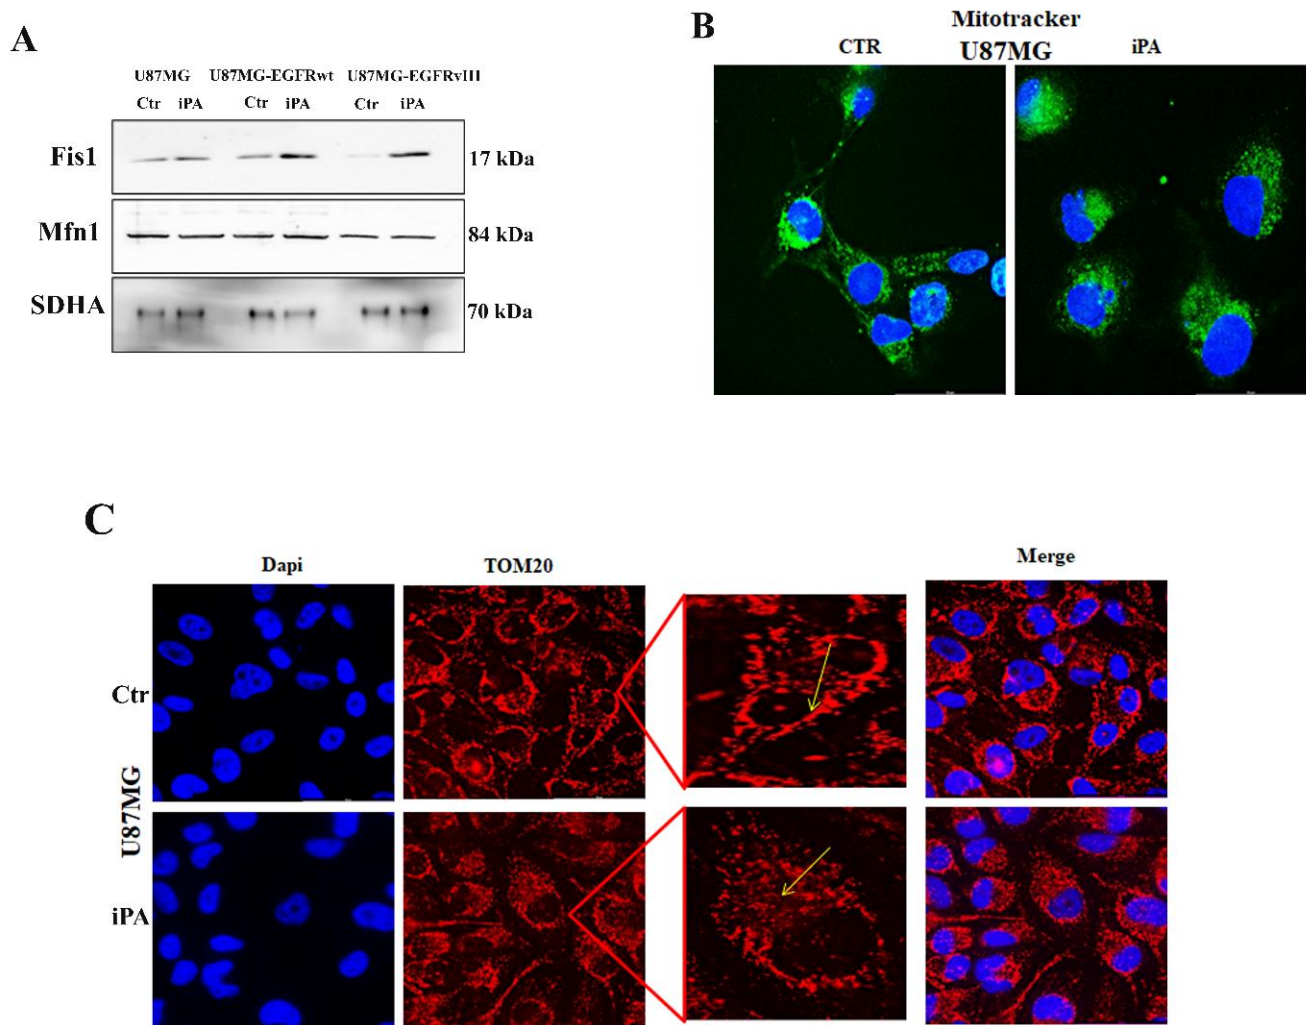 A
U87MG U87MG-EGFRwt U87MG-EGFRvIII
Ctr iPA Ctr iPA Ctr iPA
Fis1 17 kDa
Mfn1 84 kDa
SDHA 70 kDa
B
Mitotracker
CTR U87MG iPA
C
Dapi TOM20 Merge
Ctr
U87MG
iPA